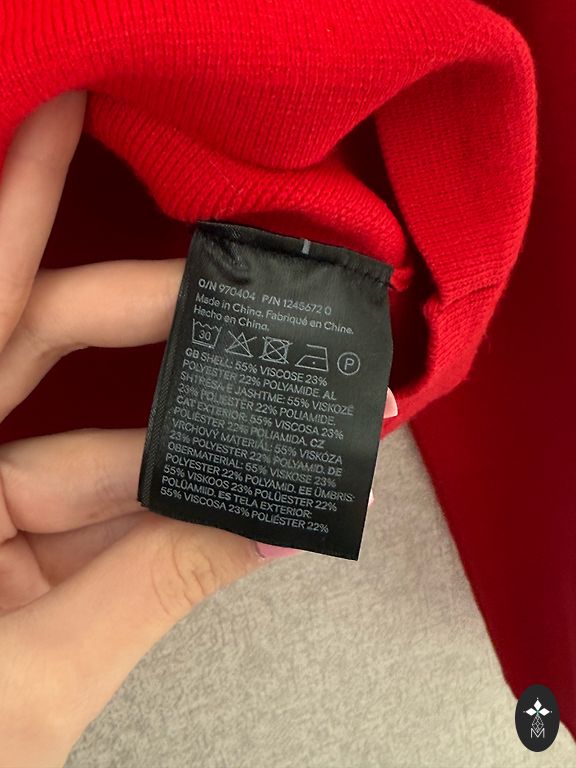 O/N 970404 P/N 1245672 0
Made in China. Fabriqué en Chine.
Hecho en China.
30 P
GB SHELL: 55% VISCOSE 23%
POLYESTER 22% POLYAMIDE. AL
SHTRESA E JASHTME: 55% VISKOZË
23% POLIESTER 22% POLIAMIDE.
CAT EXTERIOR: 55% VISCOSA 23%
POLIÈSTER 22% POLIAMIDA. CZ
VRCHOVÝ MATERIÁL: 55% VISKÓZA
23% POLYESTER 22% POLYAMID. DE
OBERMATERIAL: 55% VISKOSE 23%
POLYESTER 22% POLYAMID. EE ÜMBRIS:
55% VISKOOS 23% POLÜESTER 22%
POLÜAMIID. ES TELA EXTERIOR:
55% VISCOSA 23% POLIÉSTER 22%
M